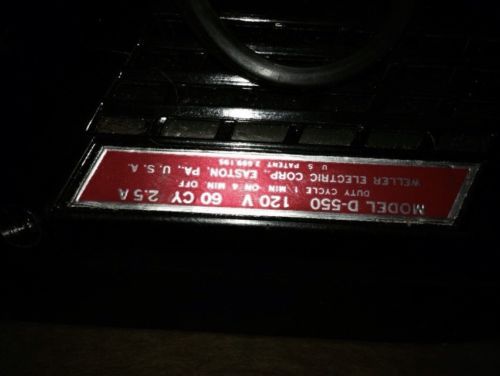 MODEL D-550 120 V 60 CY 2.5 A
DUTY CYCLE 1 MIN. ON 4 MIN. OFF
WELLER ELECTRIC CORP., EASTON, PA., U.S.A.
U S PATENT 2.699.195